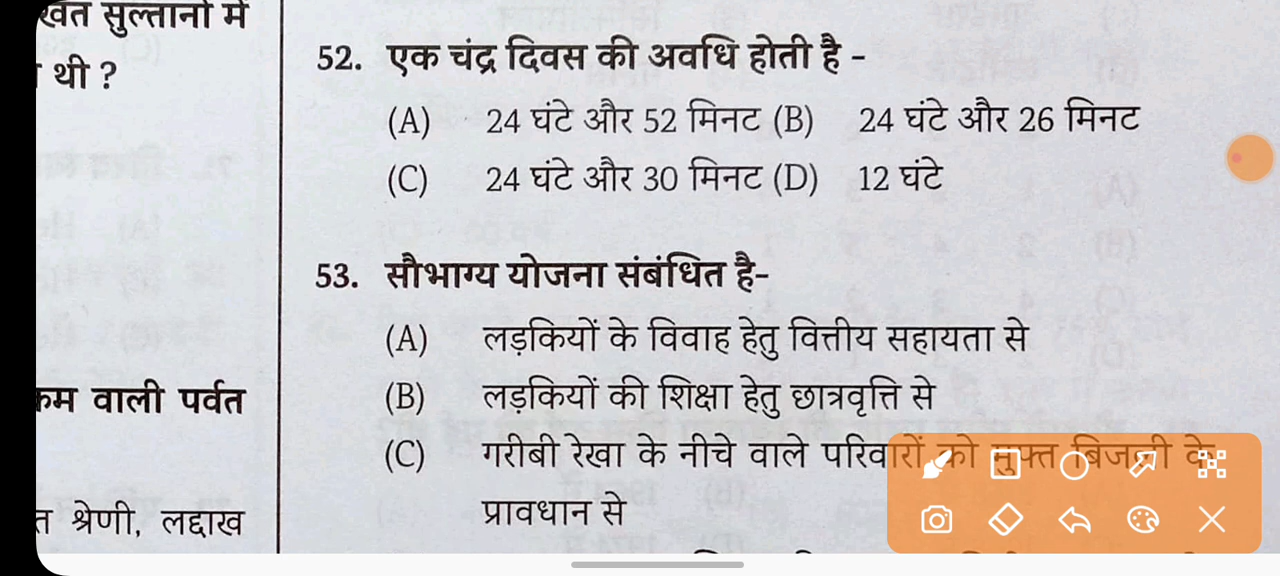 खत सुल्तानों में
थी ?
कम वाली पर्वत
त श्रेणी, लद्दाख
52. एक चंद्र दिवस की अवधि होती है -
(A) 24 घंटे और 52 मिनट (B) 24 घंटे और 26 मिनट
(C) 24 घंटे और 30 मिनट (D) 12 घंटे
53. सौभाग्य योजना संबंधित है-
(A) लड़कियों के विवाह हेतु वित्तीय सहायता से
(B) लड़कियों की शिक्षा हेतु छात्रवृत्ति से
(C) गरीबी रेखा के नीचे वाले परिवारों को मुफ्त बिजली के
प्रावधान से